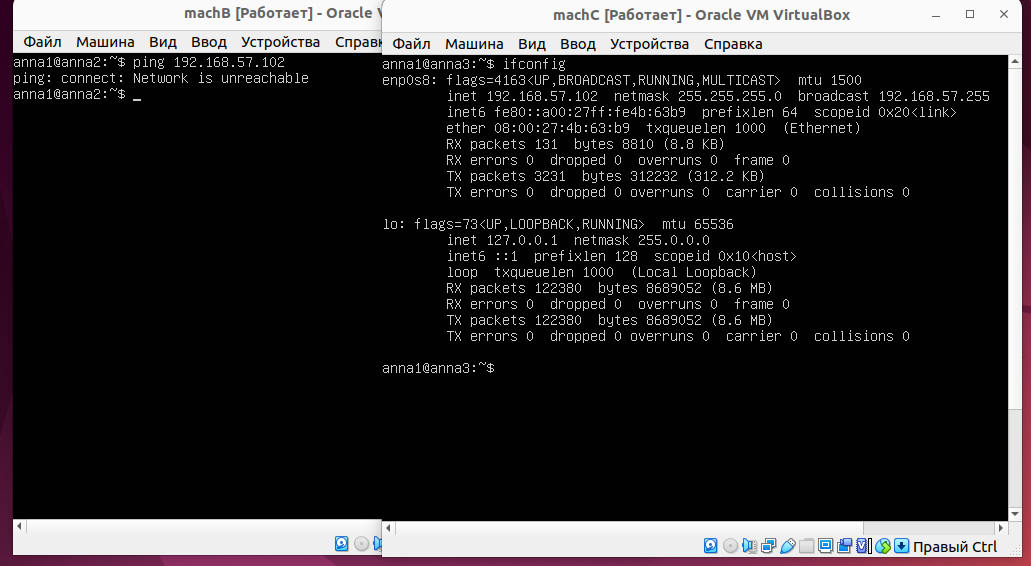 machB [Работает] - Oracle V
Файл Машина Вид Ввод Устройства Справк
anna1@anna2:~$ ping 192.168.57.102
ping: connect: Network is unreachable
anna1@anna2:~$ _
machC [Работает] - Oracle VM VirtualBox
Файл Машина Вид Ввод Устройства Справка
anna1@anna3:~$ ifconfig
enp0s8: flags=4163<UP,BROADCAST,RUNNING,MULTICAST>  mtu 1500
inet 192.168.57.102  netmask 255.255.255.0  broadcast 192.168.57.255
inet6 fe80::a00:27ff:fe4b:63b9  prefixlen 64  scopeid 0x20<link>
ether 08:00:27:4b:63:b9  txqueuelen 1000  (Ethernet)
RX packets 131  bytes 8810 (8.8 KB)
RX errors 0  dropped 0  overruns 0  frame 0
TX packets 3231  bytes 312232 (312.2 KB)
TX errors 0  dropped 0 overruns 0  carrier 0  collisions 0
lo: flags=73<UP,LOOPBACK,RUNNING>  mtu 65536
inet 127.0.0.1  netmask 255.0.0.0
inet6 ::1  prefixlen 128  scopeid 0x10<host>
loop  txqueuelen 1000  (Local Loopback)
RX packets 122380  bytes 8689052 (8.6 MB)
RX errors 0  dropped 0  overruns 0  frame 0
TX packets 122380  bytes 8689052 (8.6 MB)
TX errors 0  dropped 0 overruns 0  carrier 0  collisions 0
anna1@anna3:~$
Правый Ctrl